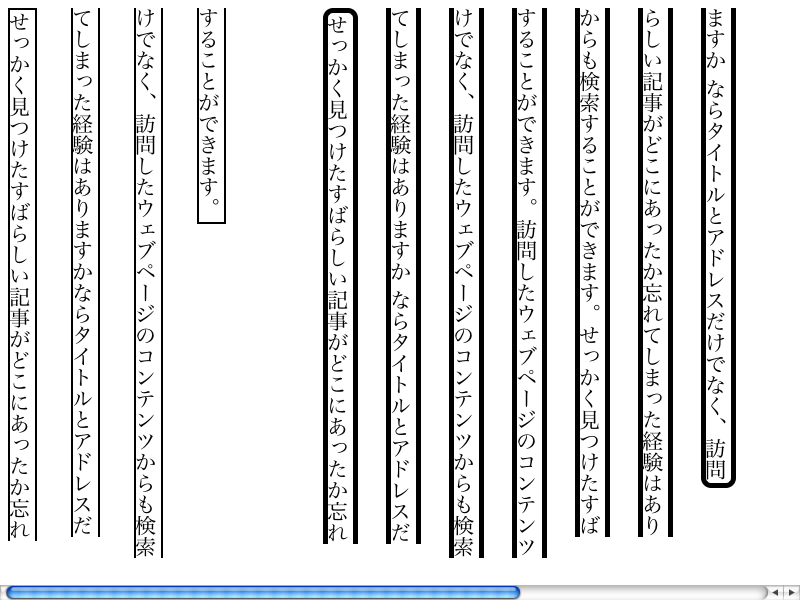 せっかく見つけたすばらしい記事がどこにあったか忘れ
てしまった経験はありますかならタイトルとアドレスだ
けでなく、訪問したウェブページのコンテンツからも検索
することができます。
せっかく見つけたすばらしい記事がどこにあったか忘れ
てしまった経験はありますか ならタイトルとアドレスだ
けでなく、訪問したウェブページのコンテンツからも検索
することができます。訪問したウェブページのコンテンツ
からも検索することができます。せっかく見つけたすば
らしい記事がどこにあったか忘れてしまった経験はあり
ますか ならタイトルとアドレスだけでなく、訪問